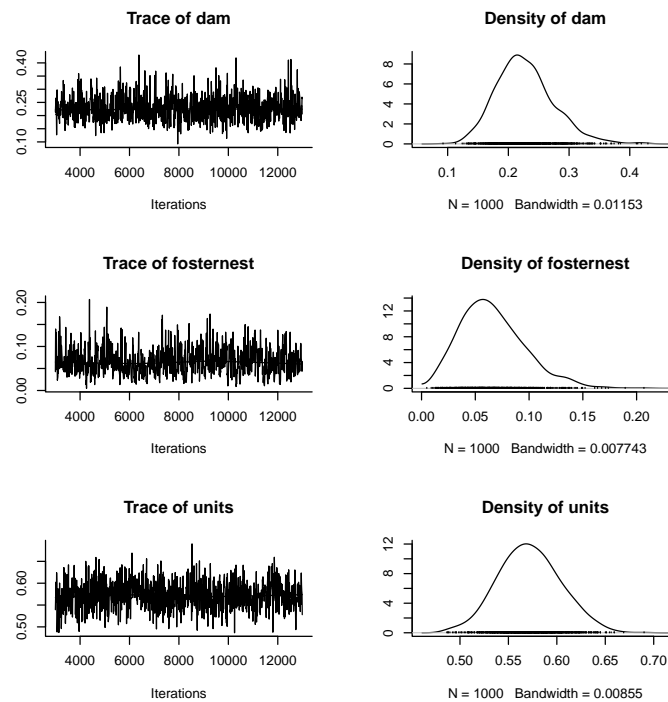 Trace of dam
Density of dam
0.10 0.25 0.40
4000 6000 8000 10000 12000
Iterations
0 2 4 6 8
0.1 0.2 0.3 0.4
N = 1000 Bandwidth = 0.01153
Trace of fosternest
Density of fosternest
0.00 0.10 0.20
4000 6000 8000 10000 12000
Iterations
0 4 8 12
0.00 0.05 0.10 0.15 0.20
N = 1000 Bandwidth = 0.007743
Trace of units
Density of units
0.50 0.60
4000 6000 8000 10000 12000
Iterations
0 4 8 12
0.50 0.55 0.60 0.65 0.70
N = 1000 Bandwidth = 0.00855